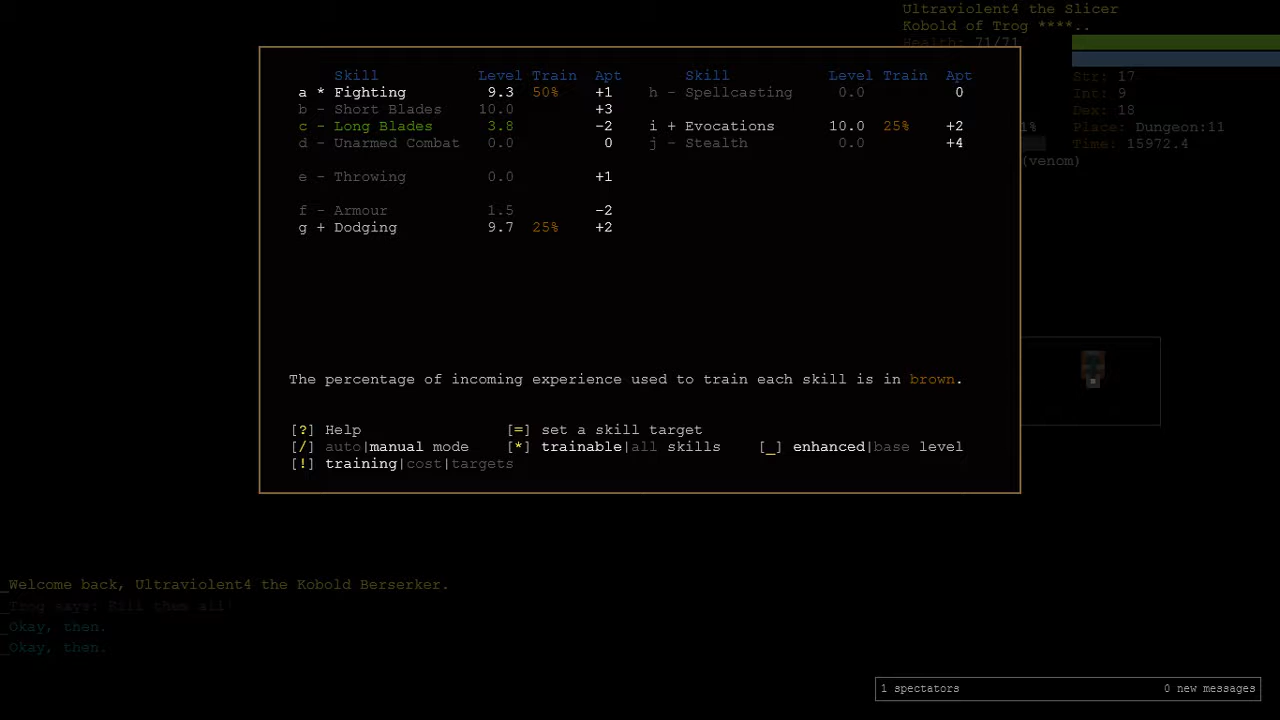 Ultraviolent4 the Slicer
Kobold of Trog ****..
Health: 71/71
Skill Level Train Apt Skill Level Train Apt
Str: 17
a * Fighting 9.3 50% +1 h - Spellcasting 0.0 0
Int: 9
b - Short Blades 10.0 +3
Dex: 18
c - Long Blades 3.8 -2 i + Evocations 10.0 25% +2
1% Place: Dungeon:11
d - Unarmed Combat 0.0 0 j - Stealth 0.0 +4
Time: 15972.4
(venom)
e - Throwing 0.0 +1
f - Armour 1.5 -2
g + Dodging 9.7 25% +2
The percentage of incoming experience used to train each skill is in brown.
[?] Help [=] set a skill target
[/] auto|manual mode [*] trainable|all skills [_] enhanced|base level
[!] training|cost|targets
_Welcome back, Ultraviolent4 the Kobold Berserker.
_Trog says: Kill them all!
_Okay, then.
_Okay, then.
1 spectators 0 new messages